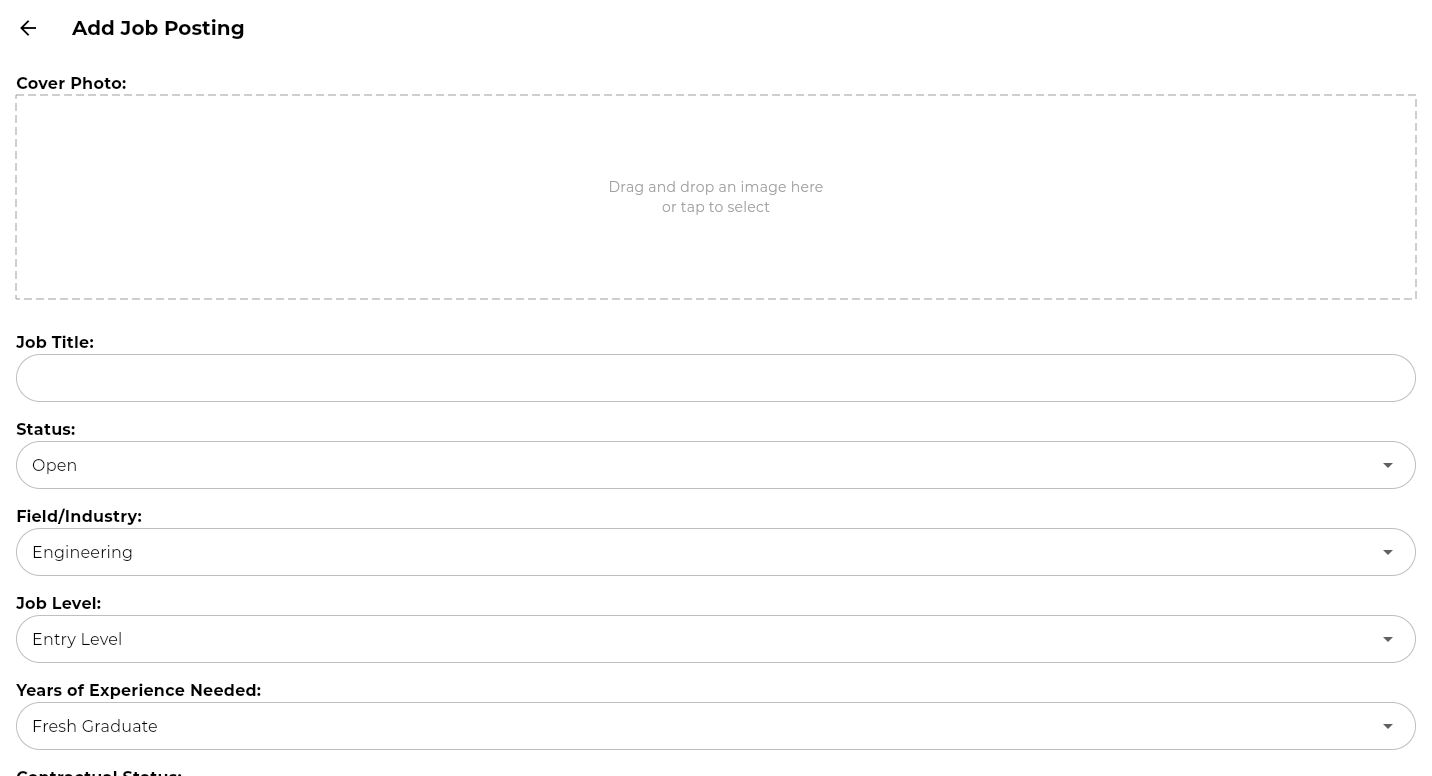 Add Job Posting
Cover Photo:
Drag and drop an image here
or tap to select
Job Title:
Status:
Open
Field/Industry:
Engineering
Job Level:
Entry Level
Years of Experience Needed:
Fresh Graduate
Contractual Status: